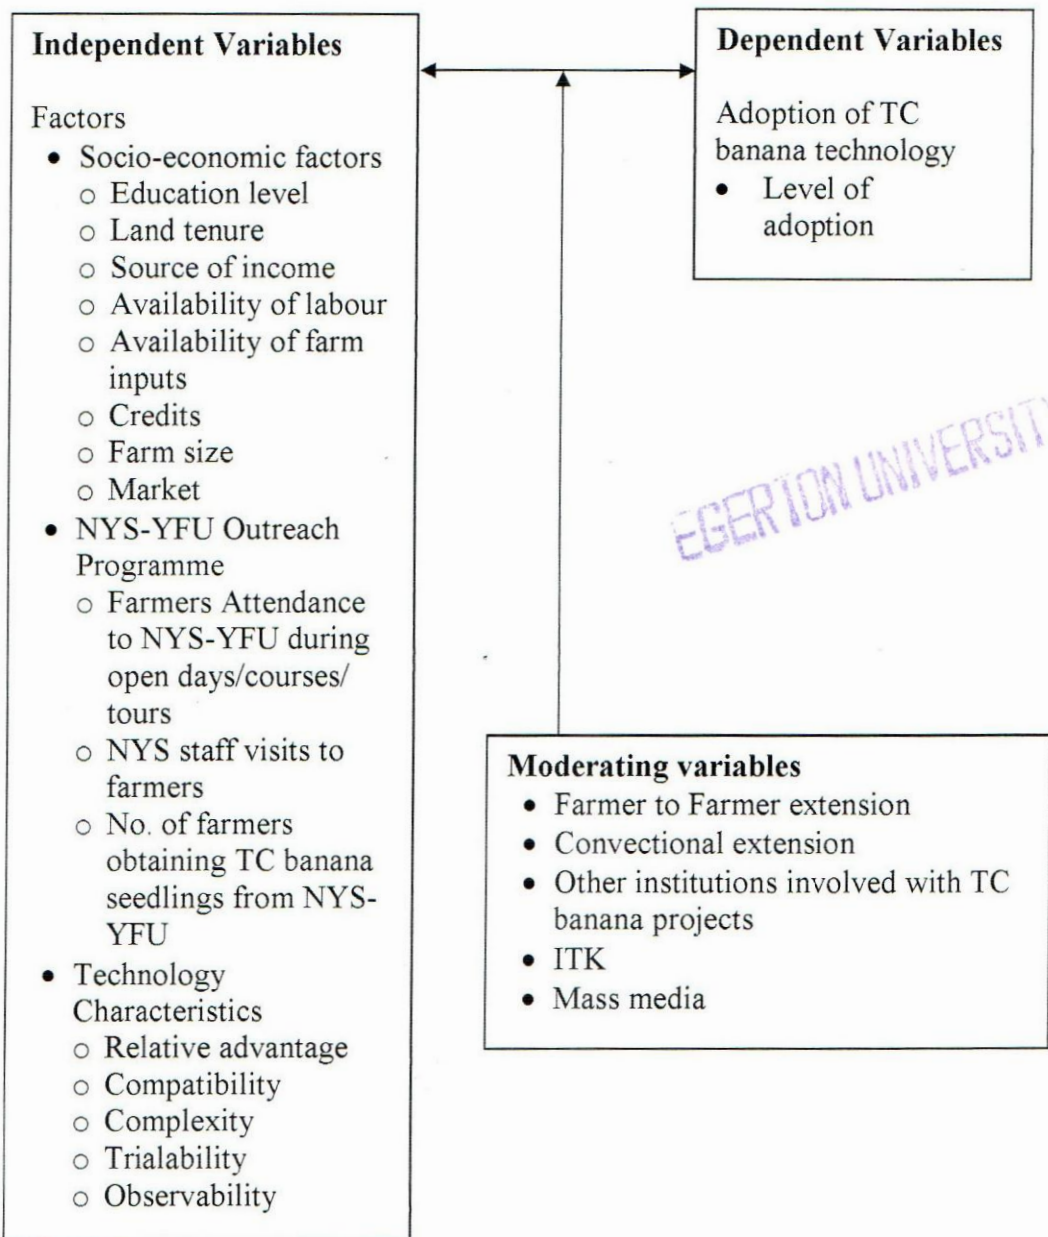 Independent Variables
Factors
• Socio-economic factors
○ Education level
○ Land tenure
○ Source of income
○ Availability of labour
○ Availability of farm
inputs
○ Credits
○ Farm size
○ Market
• NYS-YFU Outreach
Programme
○ Farmers Attendance
to NYS-YFU during
open days/courses/
tours
○ NYS staff visits to
farmers
○ No. of farmers
obtaining TC banana
seedlings from NYS-
YFU
• Technology
Characteristics
○ Relative advantage
○ Compatibility
○ Complexity
○ Trialability
○ Observability
Dependent Variables
Adoption of TC
banana technology
• Level of
adoption
EGERTON UNIVERSITY
Moderating variables
• Farmer to Farmer extension
• Convectional extension
• Other institutions involved with TC
banana projects
• ITK
• Mass media